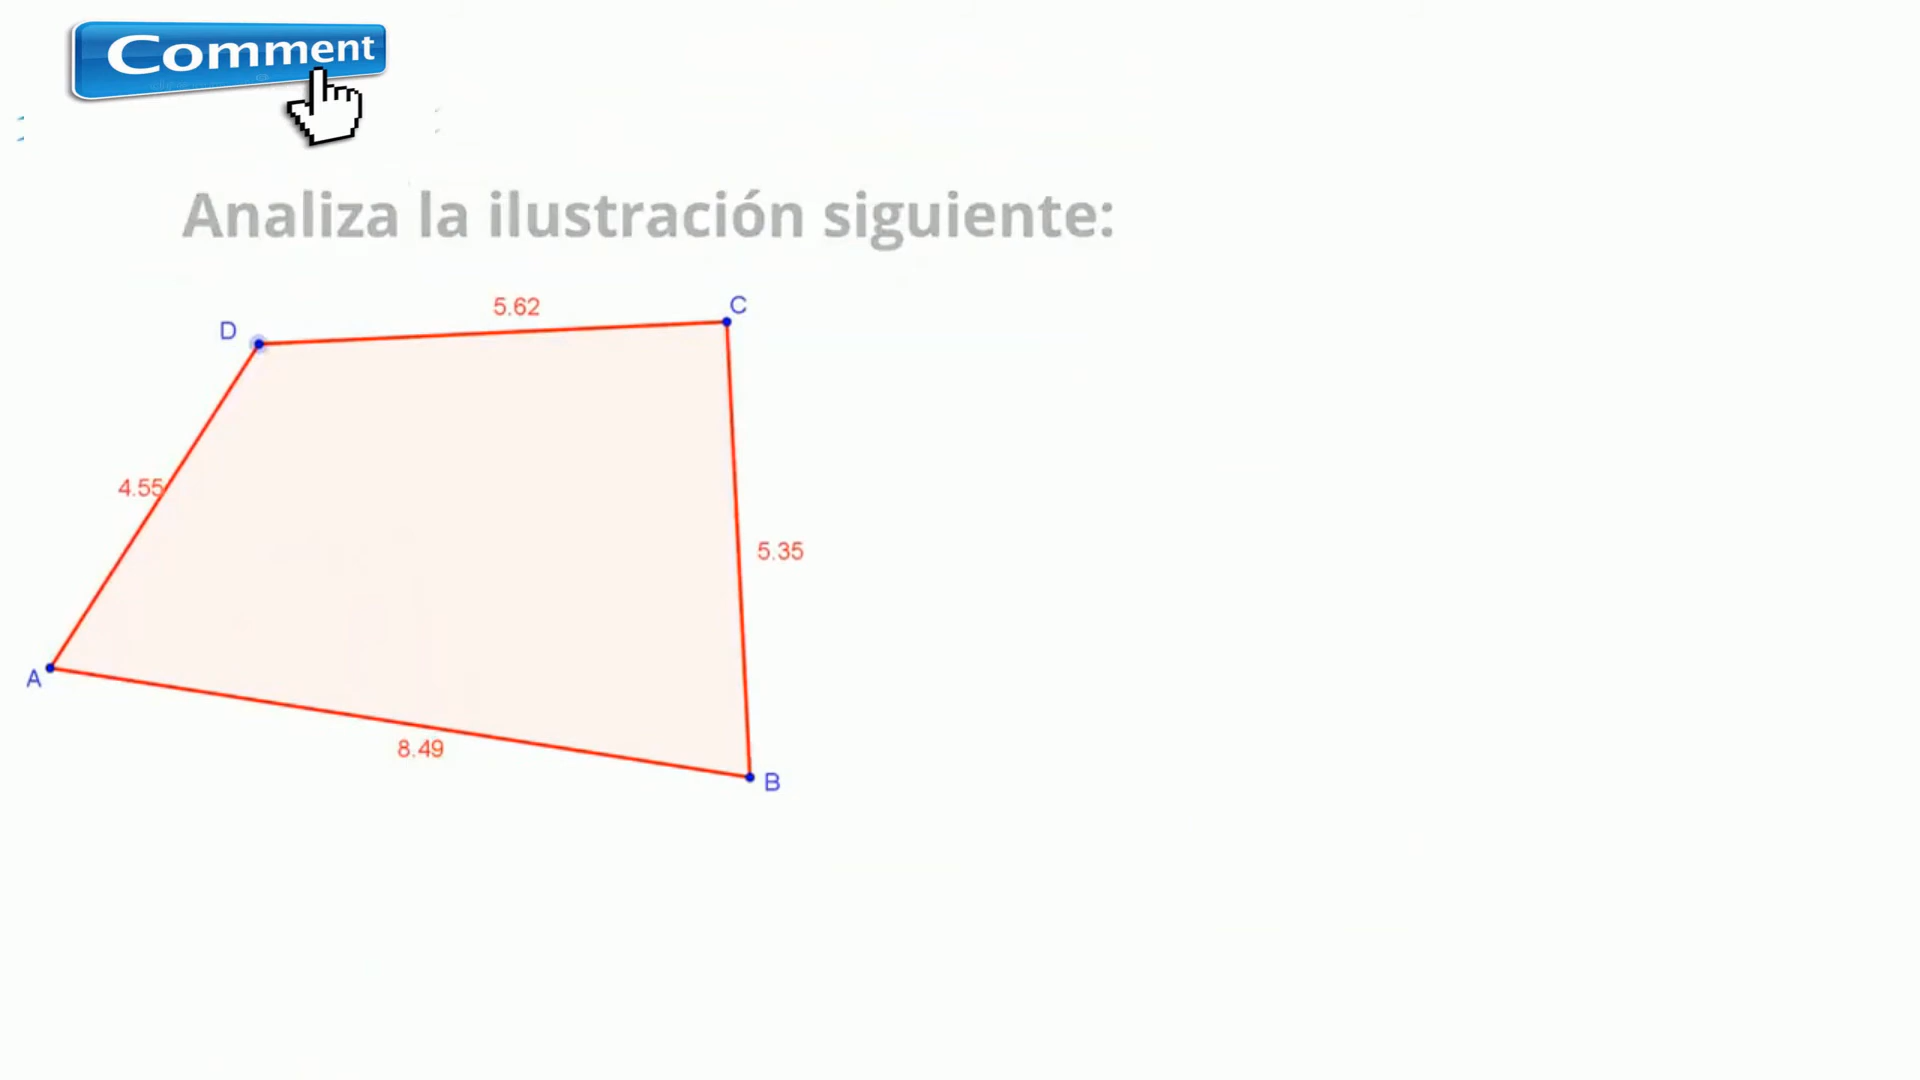 Comment
Analiza la ilustración siguiente:
5.62
C
D
4.55
5.35
A
8.49
B